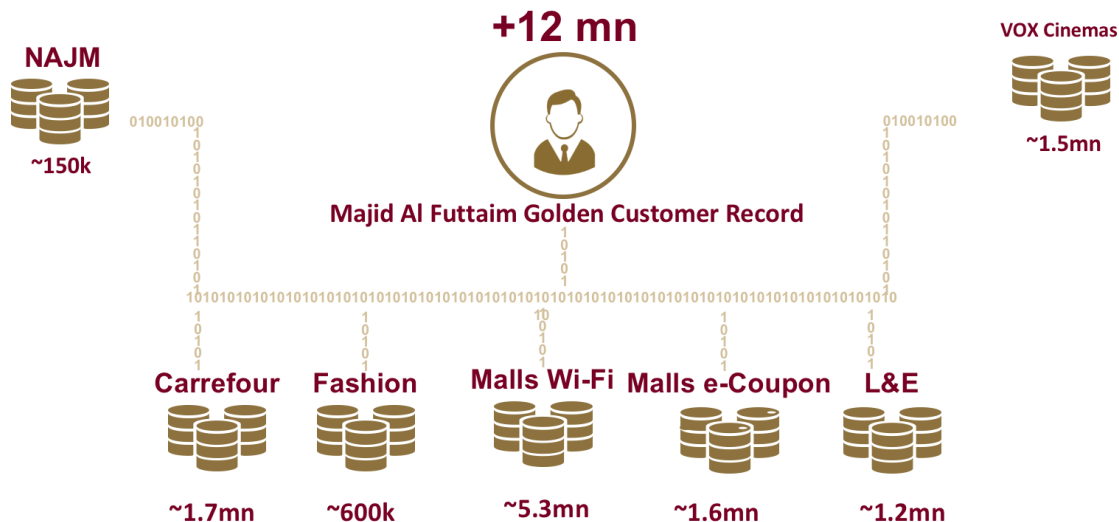 +12 mn
NAJM
VOX Cinemas
010010100
010010100
~150k
~1.5mn
Majid Al Futtaim Golden Customer Record
Carrefour
Fashion
Malls Wi-Fi
Malls e-Coupon
L&E
~1.7mn
~600k
~5.3mn
~1.6mn
~1.2mn